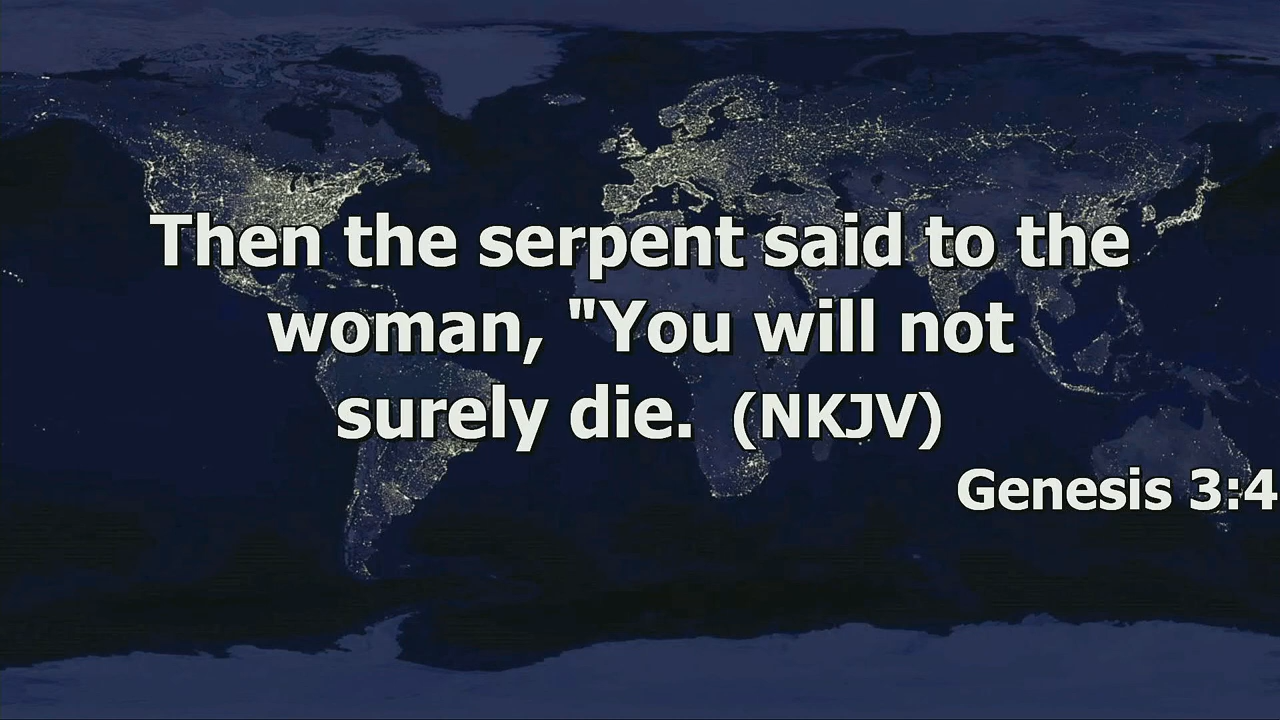 Then the serpent said to the
woman, "You will not
surely die. (NKJV)
Genesis 3:4